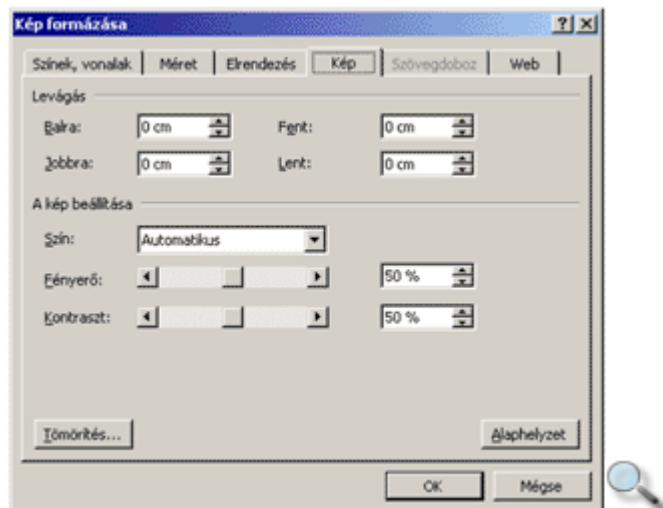 Kép formázása
Színek, vonalak Méret Elrendezés Kép Szövegdoboz Web
Levágás
Balra: 0 cm Fent: 0 cm
Jobbra: 0 cm Lent: 0 cm
A kép beállítása
Szín: Automatikus
Fényerő: 50 %
Kontraszt: 50 %
Tömörítés... Alaphelyzet
OK Mégse